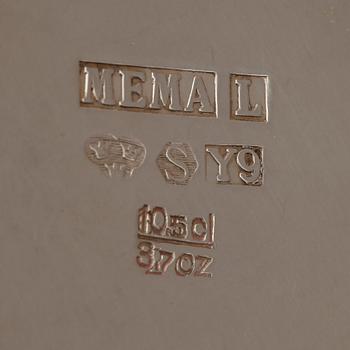 MEMA L
S Y9
10,5 cl
3,7 oz